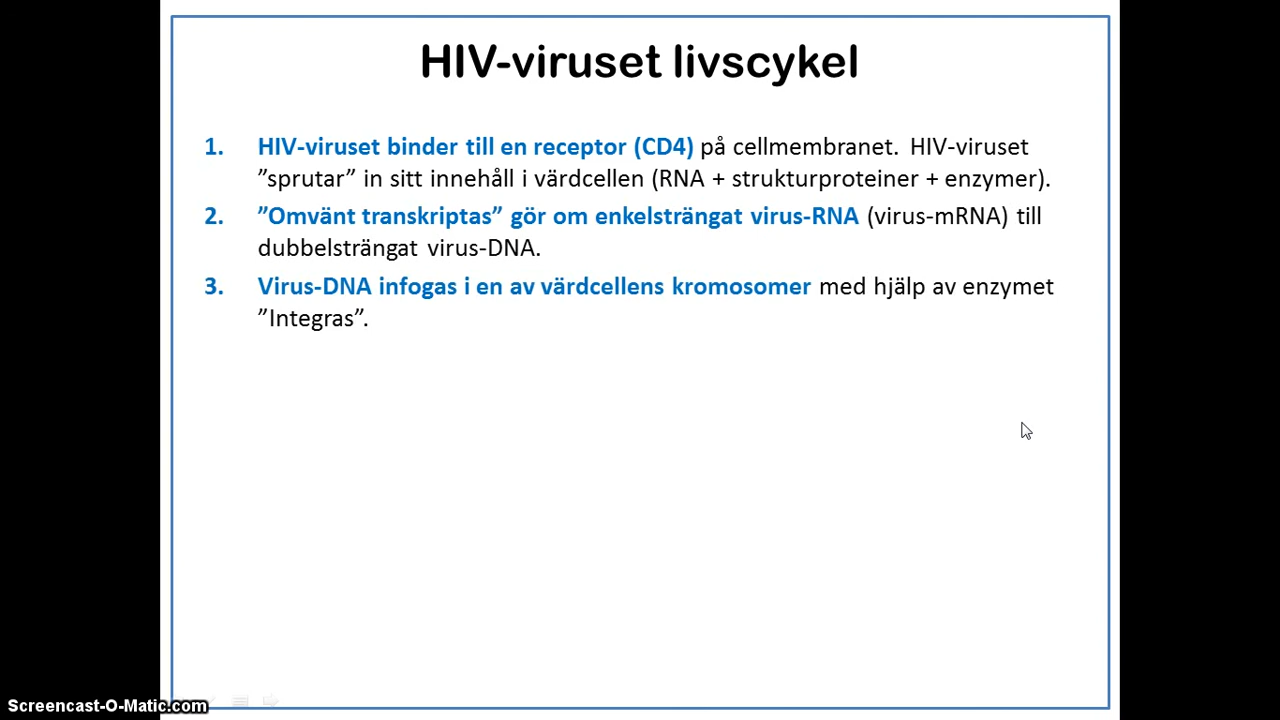 HIV-viruset livscykel
1. HIV-viruset binder till en receptor (CD4) på cellmembranet. HIV-viruset
”sprutar” in sitt innehåll i värdcellen (RNA + strukturproteiner + enzymer).
2. ”Omvänt transkriptas” gör om enkelsträngat virus-RNA (virus-mRNA) till
dubbelsträngat virus-DNA.
3. Virus-DNA infogas i en av värdcellens kromosomer med hjälp av enzymet
”Integras”.
Screencast-O-Matic.com